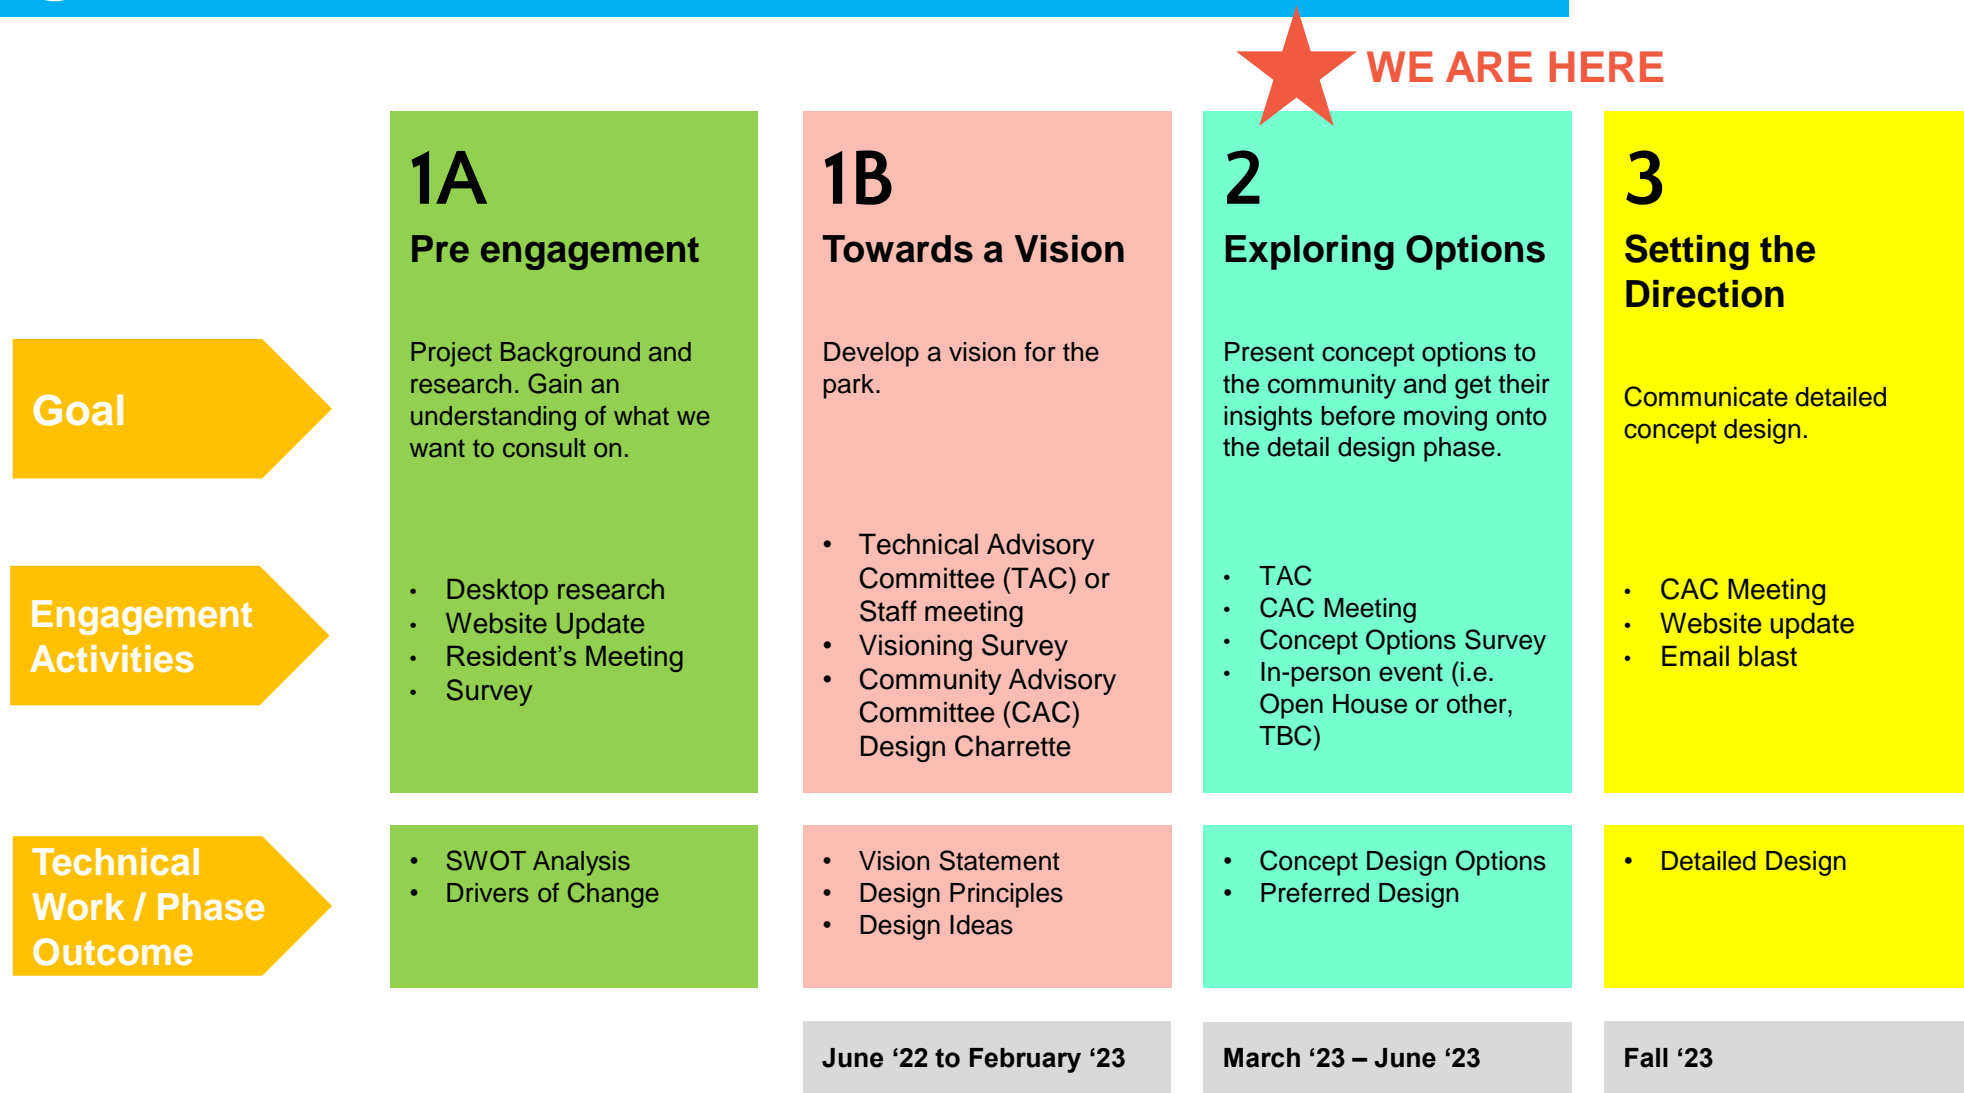 WE ARE HERE
1A
Pre engagement
Project Background and
research. Gain an
understanding of what we
want to consult on.
• Desktop research
• Website Update
• Resident’s Meeting
• Survey
• SWOT Analysis
• Drivers of Change
1B
Towards a Vision
Develop a vision for the
park.
• Technical Advisory
Committee (TAC) or
Staff meeting
• Visioning Survey
• Community Advisory
Committee (CAC)
Design Charrette
• Vision Statement
• Design Principles
• Design Ideas
June ‘22 to February ‘23
2
Exploring Options
Present concept options to
the community and get their
insights before moving onto
the detail design phase.
• TAC
• CAC Meeting
• Concept Options Survey
• In-person event (i.e.
Open House or other,
TBC)
• Concept Design Options
• Preferred Design
March ‘23 – June ‘23
3
Setting the
Direction
Communicate detailed
concept design.
• CAC Meeting
• Website update
• Email blast
• Detailed Design
Fall ‘23
Goal
Engagement
Activities
Technical
Work / Phase
Outcome